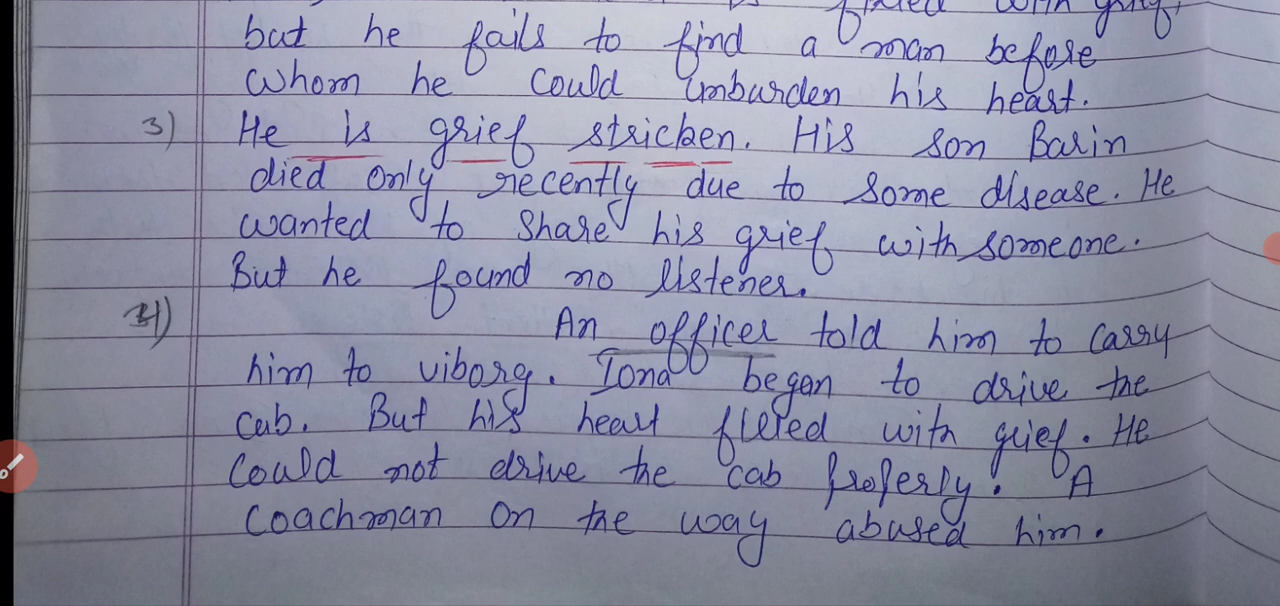 filled with grief,
but he fails to find a man before
whom he could unburden his heart.
3) He is grief stricken. His son Barin
died only recently due to some disease. He
wanted to share his grief with someone.
But he found no listener.
4) An officer told him to carry
him to viborg. Iona began to drive the
cab. But his heart filled with grief. He
could not drive the cab properly. A
coachman on the way abused him.